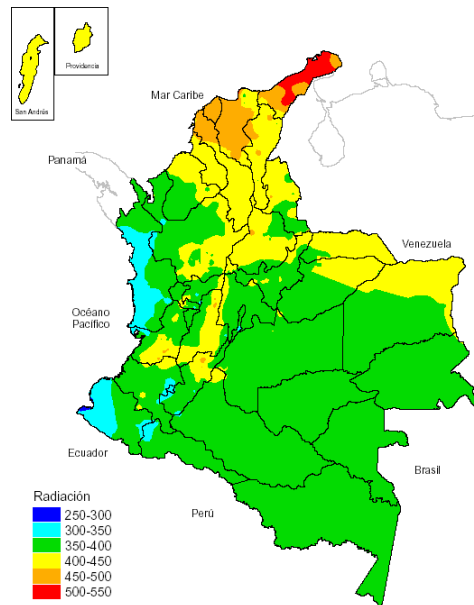 Providencia
San Andrés
Mar Caribe
Panamá
Venezuela
Océano
Pacífico
Ecuador
Brasil
Perú
Radiación
250-300
300-350
350-400
400-450
450-500
500-550